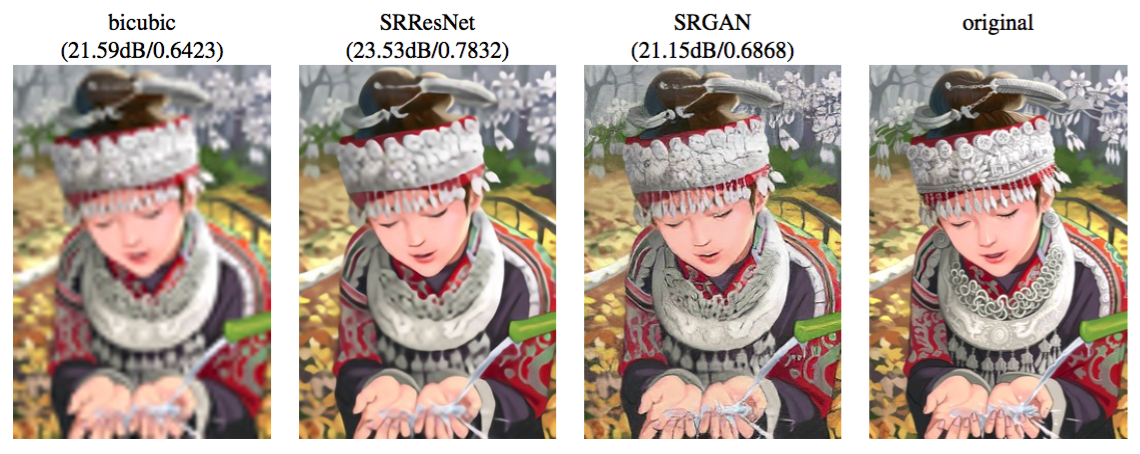 bicubic
(21.59dB/0.6423)
SRResNet
(23.53dB/0.7832)
SRGAN
(21.15dB/0.6868)
original